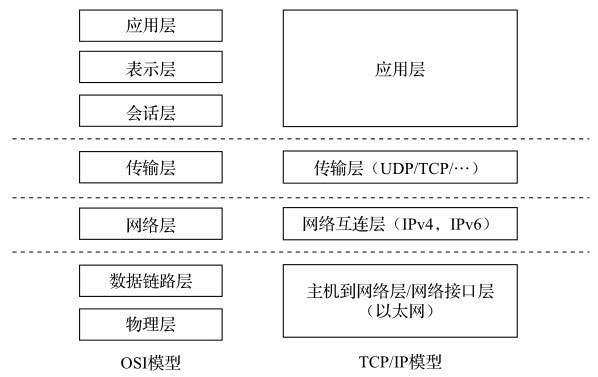 应用层
表示层
会话层
应用层
传输层
传输层（UDP/TCP/…）
网络层
网络互连层（IPv4，IPv6）
数据链路层
物理层
主机到网络层/网络接口层
（以太网）
OSI模型
TCP/IP模型